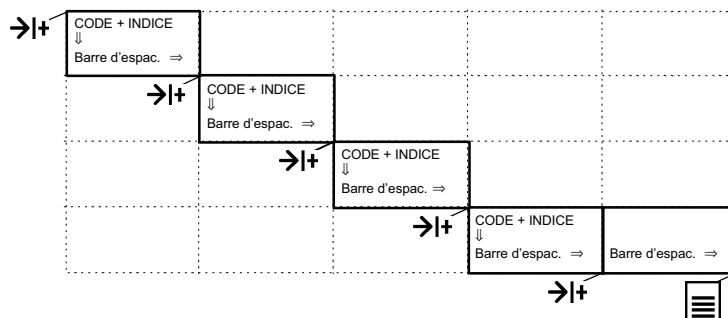 CODE + INDICE
⇓
Barre d'espac. ⇒
CODE + INDICE
⇓
Barre d'espac. ⇒
CODE + INDICE
⇓
Barre d'espac. ⇒
CODE + INDICE
⇓
Barre d'espac. ⇒
Barre d'espac. ⇒